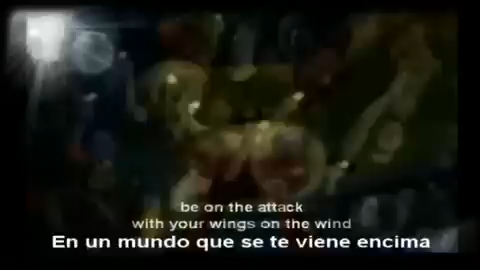 be on the attack
with your wings on the wind
En un mundo que se te viene encima